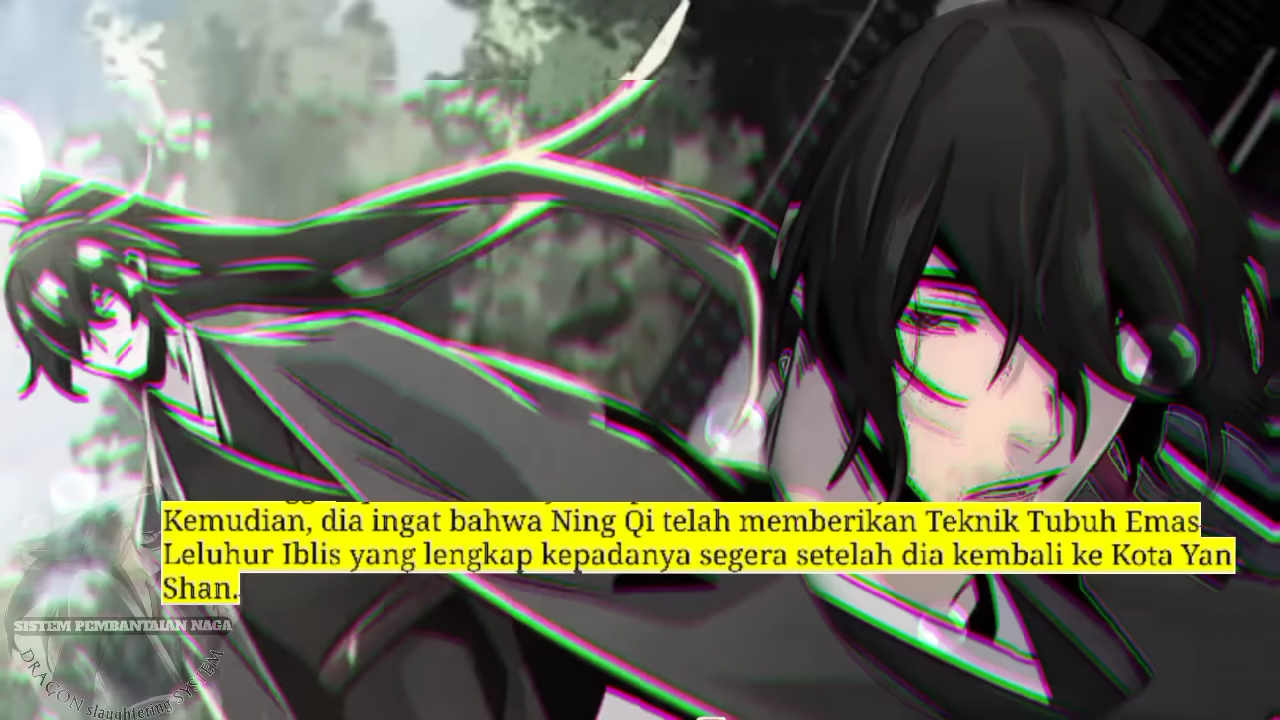 Kemudian, dia ingat bahwa Ning Qi telah memberikan Teknik Tubuh Emas
Leluhur Iblis yang lengkap kepadanya segera setelah dia kembali ke Kota Yan
Shan.
SISTEM PEMBANTAIAN NAGA
DRAGON slaughtering SYSTEM